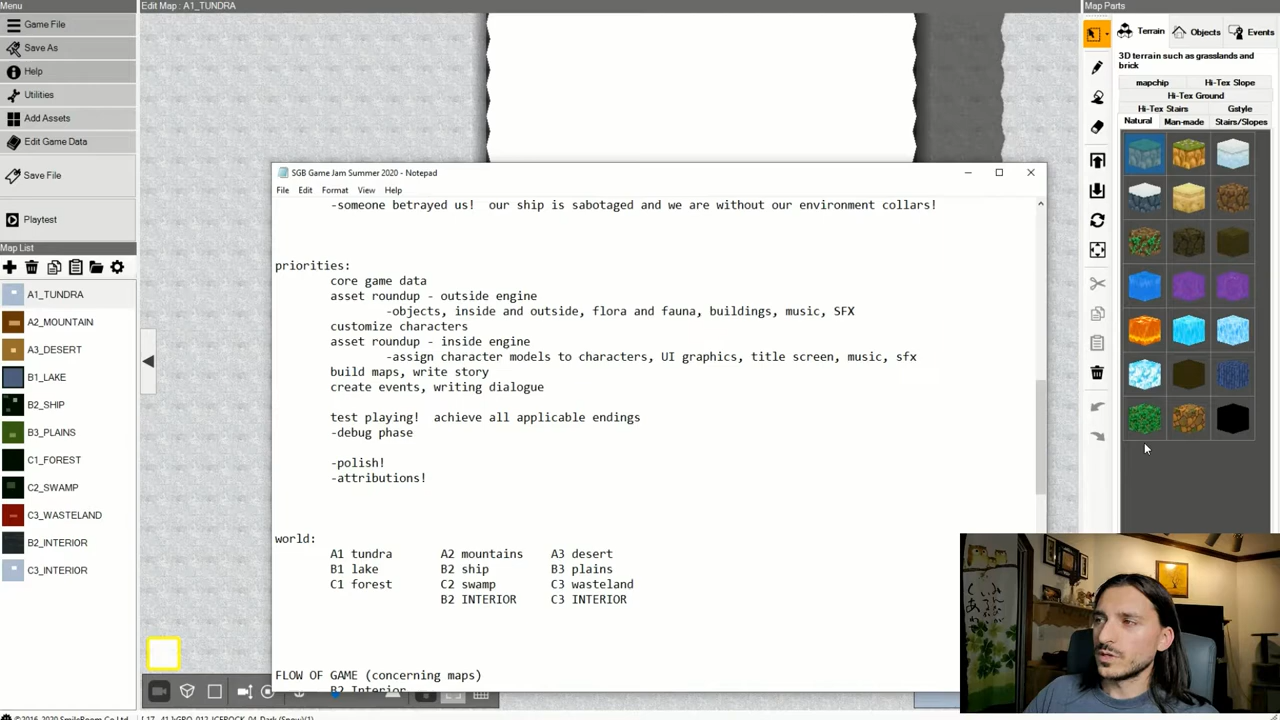 Menu
Edit Map : A1_TUNDRA
Map Parts
Game File
Save As
Help
Utilities
Add Assets
Edit Game Data
Save File
Playtest
Map List
A1_TUNDRA
A2_MOUNTAIN
A3_DESERT
B1_LAKE
B2_SHIP
B3_PLAINS
C1_FOREST
C2_SWAMP
C3_WASTELAND
B2_INTERIOR
C3_INTERIOR
SGB Game Jam Summer 2020 - Notepad
File Edit Format View Help
-someone betrayed us!  our ship is sabotaged and we are without our environment collars!
priorities:
core game data
asset roundup - outside engine
-objects, inside and outside, flora and fauna, buildings, music, SFX
customize characters
asset roundup - inside engine
-assign character models to characters, UI graphics, title screen, music, sfx
build maps, write story
create events, writing dialogue
test playing!  achieve all applicable endings
-debug phase
-polish!
-attributions!
world:
A1 tundra A2 mountains A3 desert
B1 lake B2 ship B3 plains
C1 forest C2 swamp C3 wasteland
B2 INTERIOR C3 INTERIOR
FLOW OF GAME (concerning maps)
B2 Interior
Terrain Objects Events
3D terrain such as grasslands and
brick
mapchip Hi-Tex Slope
Hi-Tex Ground
Hi-Tex Stairs Gstyle
Natural Man-made Stairs/Slopes